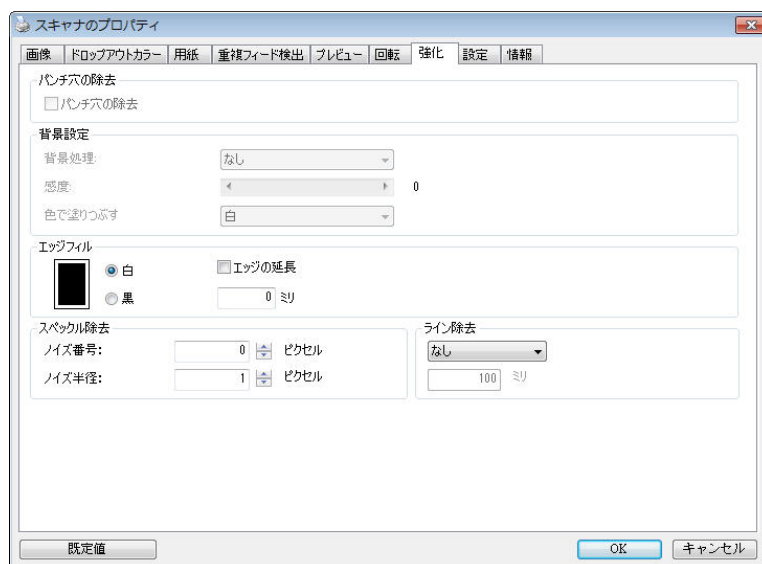 スキャナのプロパティ
画像 ドロップアウトカラー 用紙 重複フィード検出 プレビュー 回転 強化 設定 情報
パンチ穴の除去
パンチ穴の除去
背景設定
背景処理: なし
感度: 0
色で塗りつぶす 白
エッジフィル
白 エッジの延長
黒 0 ミリ
スペックル除去 ライン除去
ノイズ番号: 0 ピクセル なし
ノイズ半径: 1 ピクセル 100 ミリ
既定値 OK キャンセル